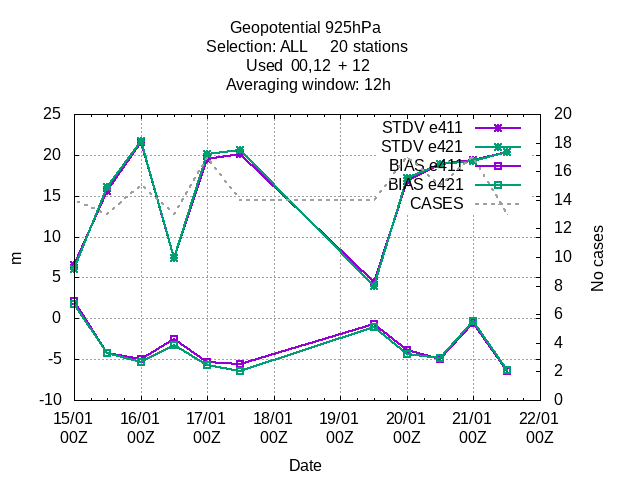 Geopotential 925hPa
Selection: ALL     20 stations
Used  00,12  + 12
Averaging window: 12h
25
20
15
10
5
0
-5
-10
m
20
18
16
14
12
10
8
6
4
2
0
No cases
STDV e411
STDV e421
BIAS e411
BIAS e421
CASES
15/01 16/01 17/01 18/01 19/01 20/01 21/01 22/01
00Z 00Z 00Z 00Z 00Z 00Z 00Z 00Z
Date